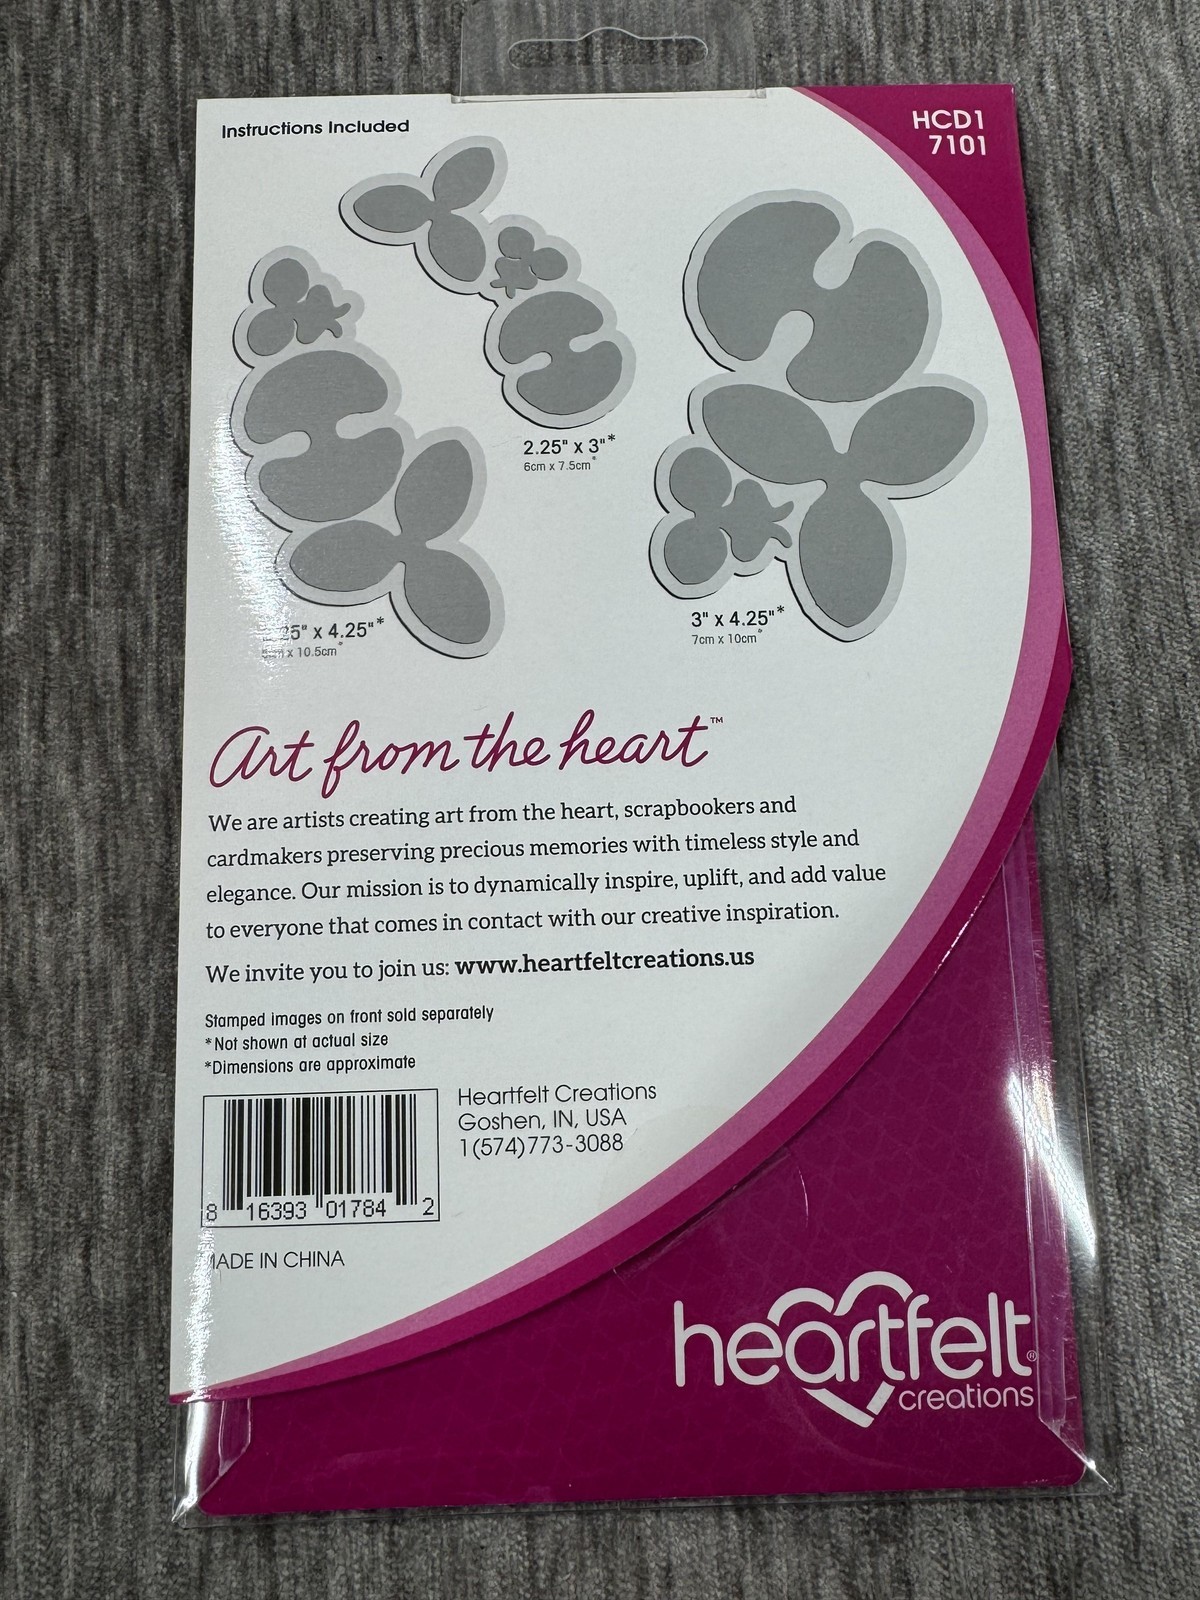 Instructions Included
HCD1
7101
2.25" x 3"*
6cm x 7.5cm*
x 4.25"*
x 10.5cm*
3" x 4.25"*
7cm x 10cm*
Art from the heart™
We are artists creating art from the heart, scrapbookers and
cardmakers preserving precious memories with timeless style and
elegance. Our mission is to dynamically inspire, uplift, and add value
to everyone that comes in contact with our creative inspiration.
We invite you to join us: www.heartfeltcreations.us
Stamped images on front sold separately
*Not shown at actual size
*Dimensions are approximate
Heartfelt Creations
Goshen, IN, USA
1(574)773-3088
8 16393 01784 2
MADE IN CHINA
heartfelt®
creations